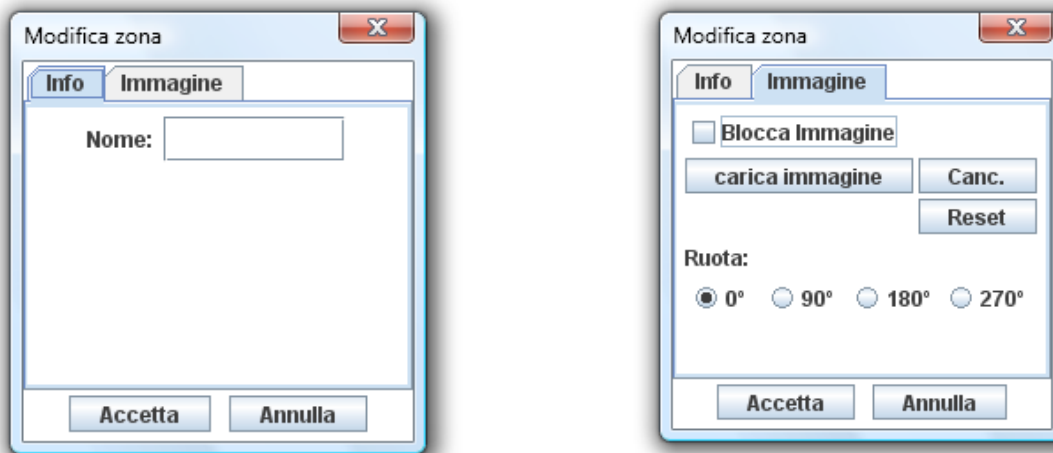 Modifica zona
Info Immagine
Nome:
Accetta Annulla
Modifica zona
Info Immagine
Blocca Immagine
carica immagine Canc.
Reset
Ruota:
0° 90° 180° 270°
Accetta Annulla